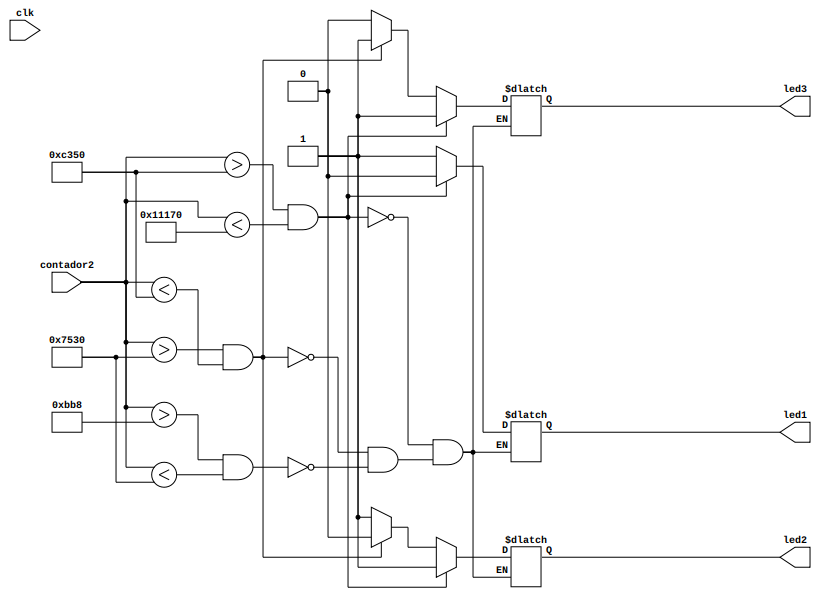 clk
0
$dlatch
led3
D
Q
EN
1
$dlatch
led1
D
Q
EN
0xc350
>
0x11170
<
contador2
<
0x7530
>
0xbb8
>
<
$dlatch
led2
D
Q
EN